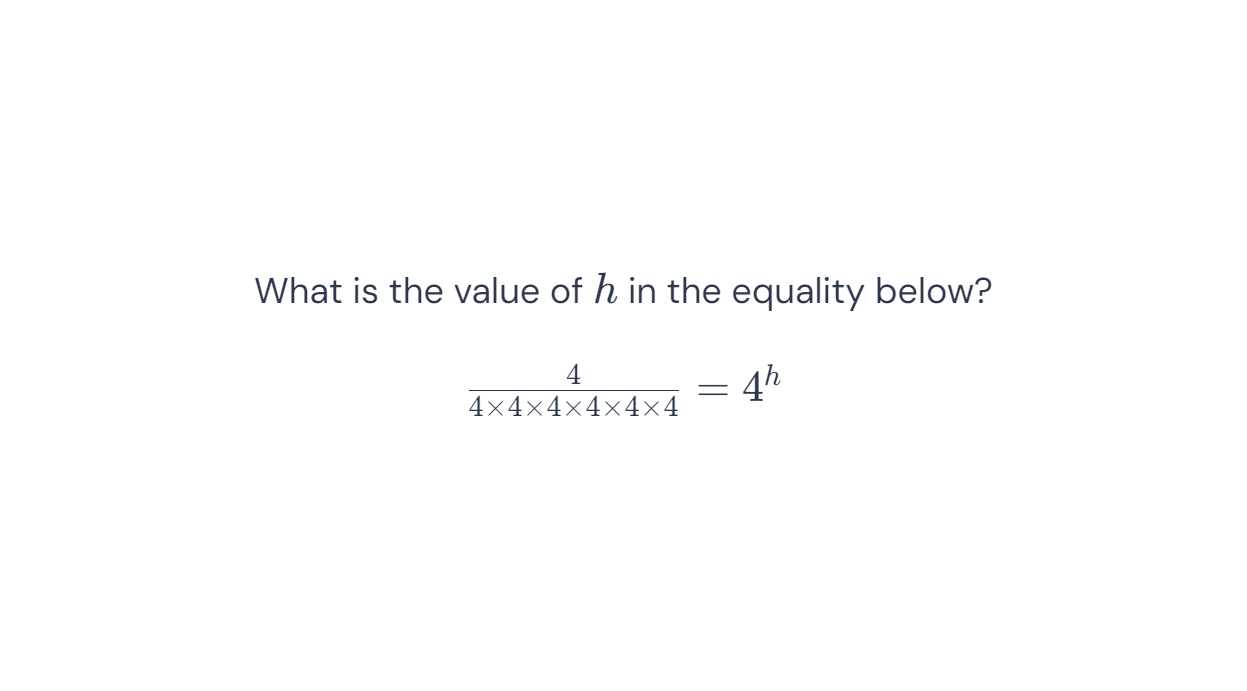 What is the value of h in the equality below?
4/(4×4×4×4×4×4) = 4^h